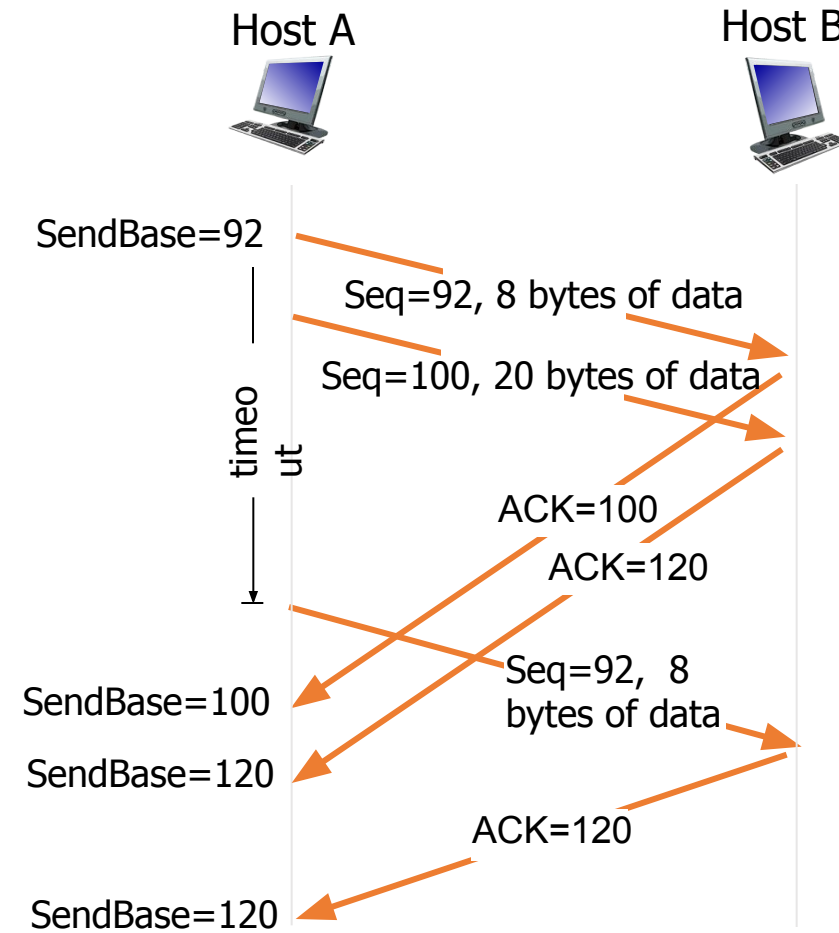 Host A
Host B
SendBase=92
Seq=92, 8 bytes of data
Seq=100, 20 bytes of data
timeo
ut
ACK=100
ACK=120
Seq=92, 8
bytes of data
SendBase=100
SendBase=120
ACK=120
SendBase=120